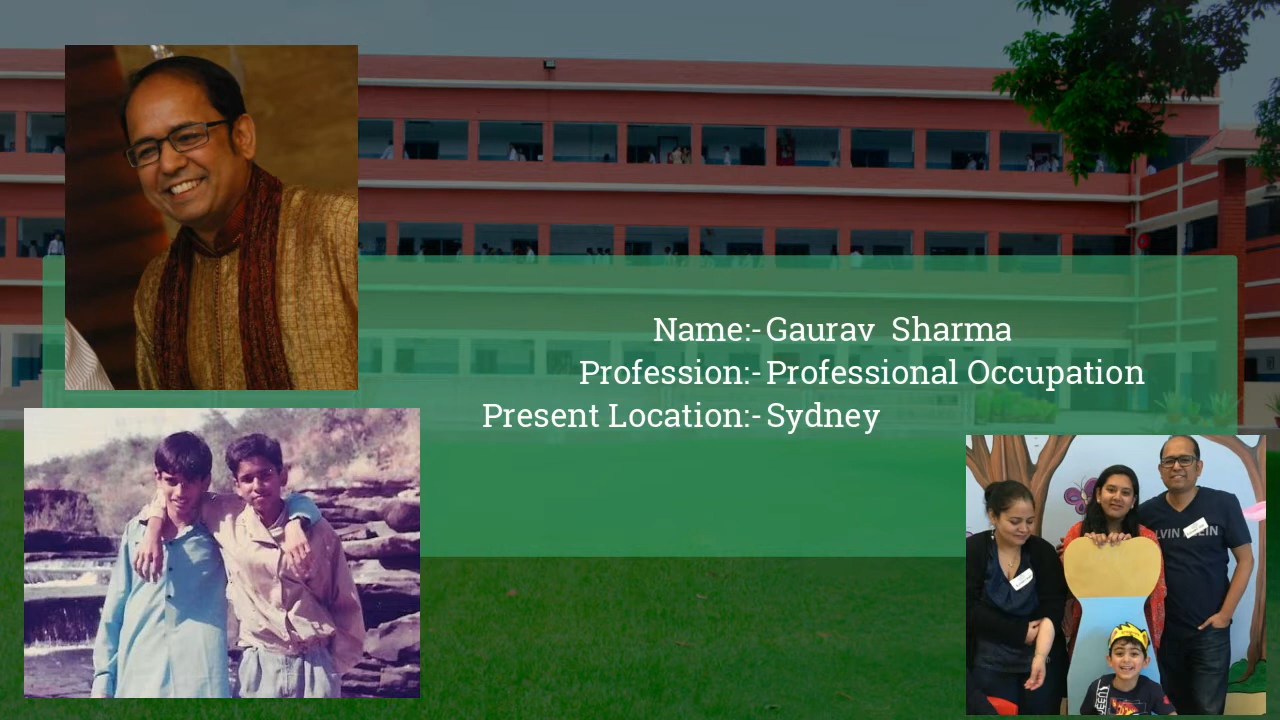 Name:- Gaurav Sharma
Profession:- Professional Occupation
Present Location:- Sydney